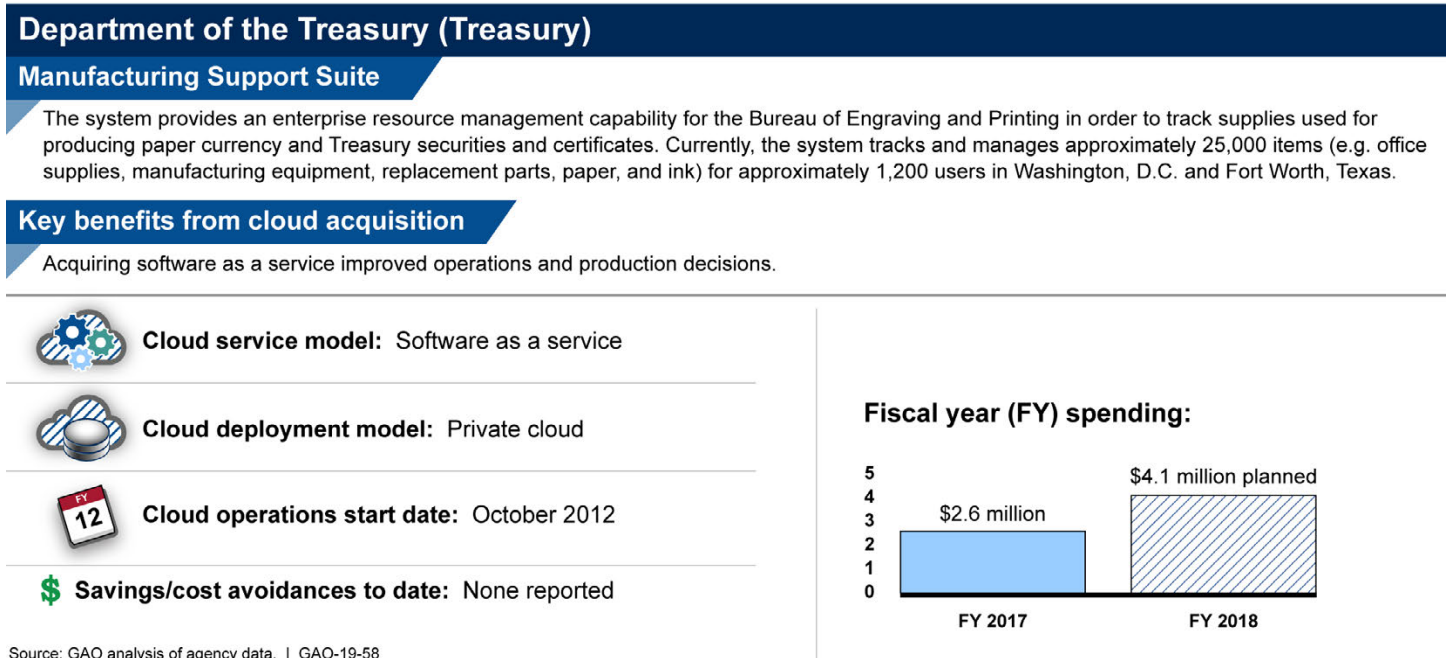 Department of the Treasury (Treasury)
Manufacturing Support Suite
The system provides an enterprise resource management capability for the Bureau of Engraving and Printing in order to track supplies used for
producing paper currency and Treasury securities and certificates. Currently, the system tracks and manages approximately 25,000 items (e.g. office
supplies, manufacturing equipment, replacement parts, paper, and ink) for approximately 1,200 users in Washington, D.C. and Fort Worth, Texas.
Key benefits from cloud acquisition
Acquiring software as a service improved operations and production decisions.
Cloud service model: Software as a service
Cloud deployment model: Private cloud
FY
12
Cloud operations start date: October 2012
$ Savings/cost avoidances to date: None reported
Fiscal year (FY) spending:
5
4
3
2
1
0
$2.6 million
$4.1 million planned
FY 2017
FY 2018
Source: GAO analysis of agency data. | GAO-19-58